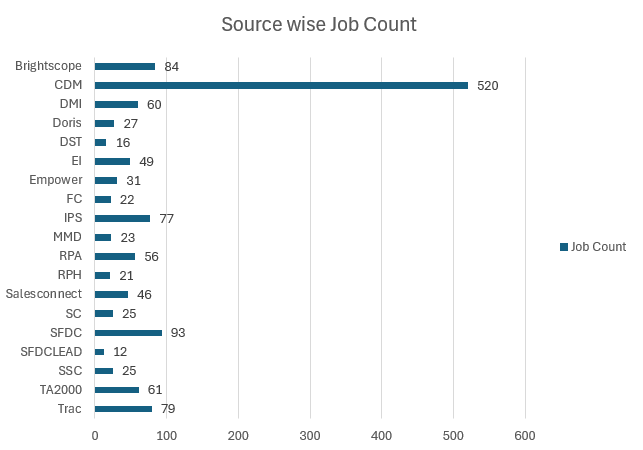 Source wise Job Count
Brightscope 84
CDM 520
DMI 60
Doris 27
DST 16
EI 49
Empower 31
FC 22
IPS 77
MMD 23
RPA 56
RPH 21
Salesconnect 46
SC 25
SFDC 93
SFDCLEAD 12
SSC 25
TA2000 61
Trac 79
0 100 200 300 400 500 600
Job Count